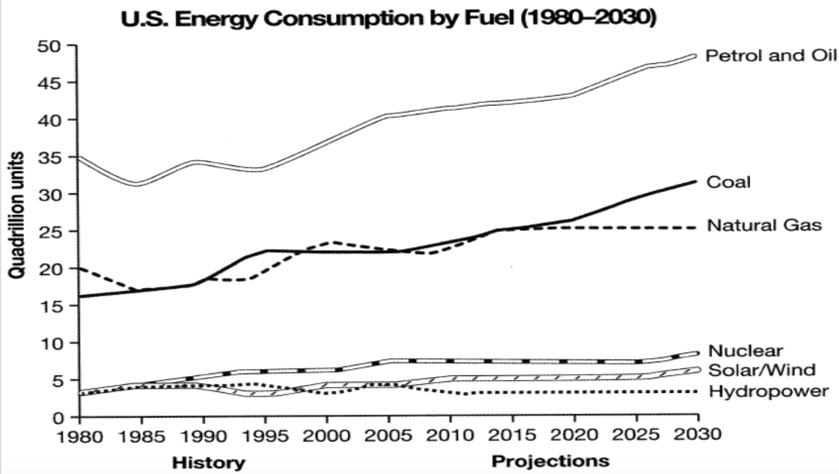 U.S. Energy Consumption by Fuel (1980–2030)
Quadrillion units
50
45
40
35
30
25
20
15
10
5
0
Petrol and Oil
Coal
Natural Gas
Nuclear
Solar/Wind
Hydropower
1980 1985 1990 1995 2000 2005 2010 2015 2020 2025 2030
History Projections